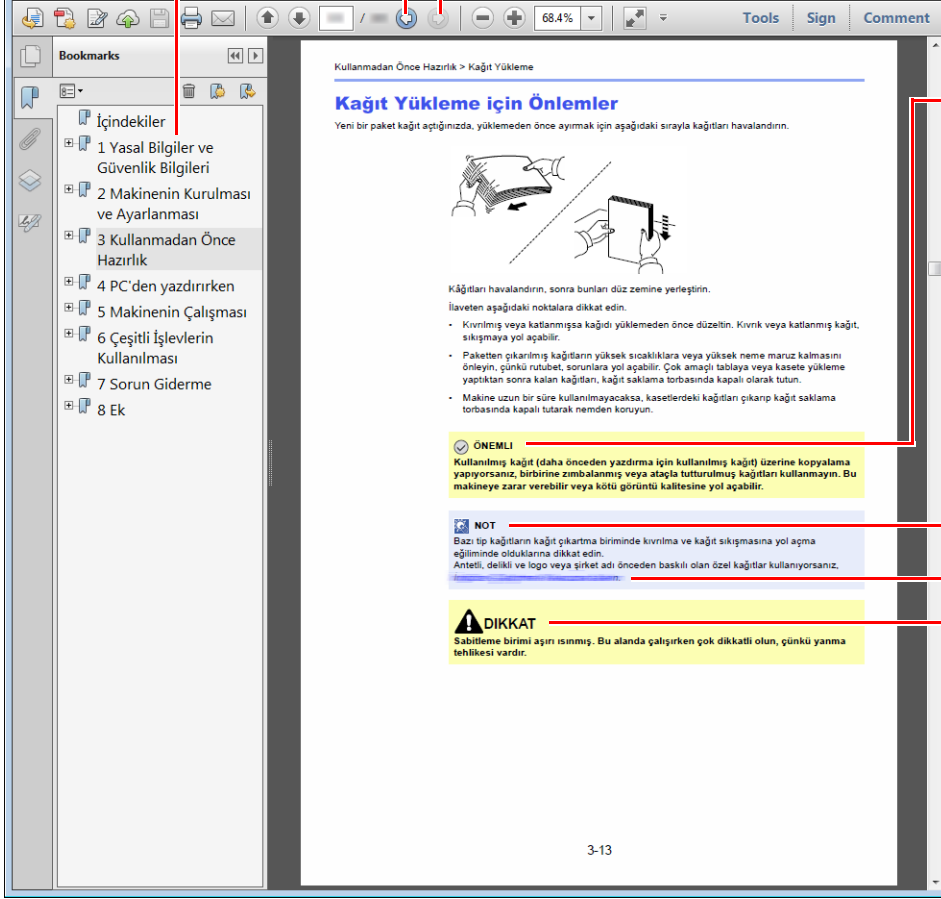 68.4%
Tools
Sign
Comment
Bookmarks
İçindekiler
1 Yasal Bilgiler ve
Güvenlik Bilgileri
2 Makinenin Kurulması
ve Ayarlanması
3 Kullanmadan Önce
Hazırlık
4 PC'den yazdırırken
5 Makinenin Çalışması
6 Çeşitli İşlevlerin
Kullanılması
7 Sorun Giderme
8 Ek
Kullanmadan Önce Hazırlık > Kağıt Yükleme
Kağıt Yükleme için Önlemler
Yeni bir paket kağıt açtığınızda, yüklemeden önce ayırmak için aşağıdaki sırayla kağıtları havalandırın.
Kâğıtları havalandırın, sonra bunları düz zemine yerleştirin.
İlaveten aşağıdaki noktalara dikkat edin.
• Kıvrılmış veya katlanmışsa kağıdı yüklemeden önce düzeltin. Kıvrık veya katlanmış kağıt,
sıkışmaya yol açabilir.
• Paketten çıkarılmış kağıtların yüksek sıcaklıklara veya yüksek neme maruz kalmasını
önleyin, çünkü rutubet, sorunlara yol açabilir. Çok amaçlı tablaya veya kasete yükleme
yaptıktan sonra kalan kağıtları, kağıt saklama torbasında kapalı olarak tutun.
• Makine uzun bir süre kullanılmayacaksa, kasetlerdeki kağıtları çıkarıp kağıt saklama
torbasında kapalı tutarak nemden koruyun.
ÖNEMLI
Kullanılmış kağıt (daha önceden yazdırma için kullanılmış kağıt) üzerine kopyalama
yapıyorsanız, birbirine zımbalanmış veya ataçla tutturulmuş kağıtları kullanmayın. Bu
makineye zarar verebilir veya kötü görüntü kalitesine yol açabilir.
NOT
Bazı tip kağıtların kağıt çıkartma biriminde kıvrılma ve kağıt sıkışmasına yol açma
eğiliminde olduklarına dikkat edin.
Antetli, delikli ve logo veya şirket adı önceden baskılı olan özel kağıtlar kullanıyorsanız,
DIKKAT
Sabitleme birimi aşırı ısınmış. Bu alanda çalışırken çok dikkatli olun, çünkü yanma
tehlikesi vardır.
3-13